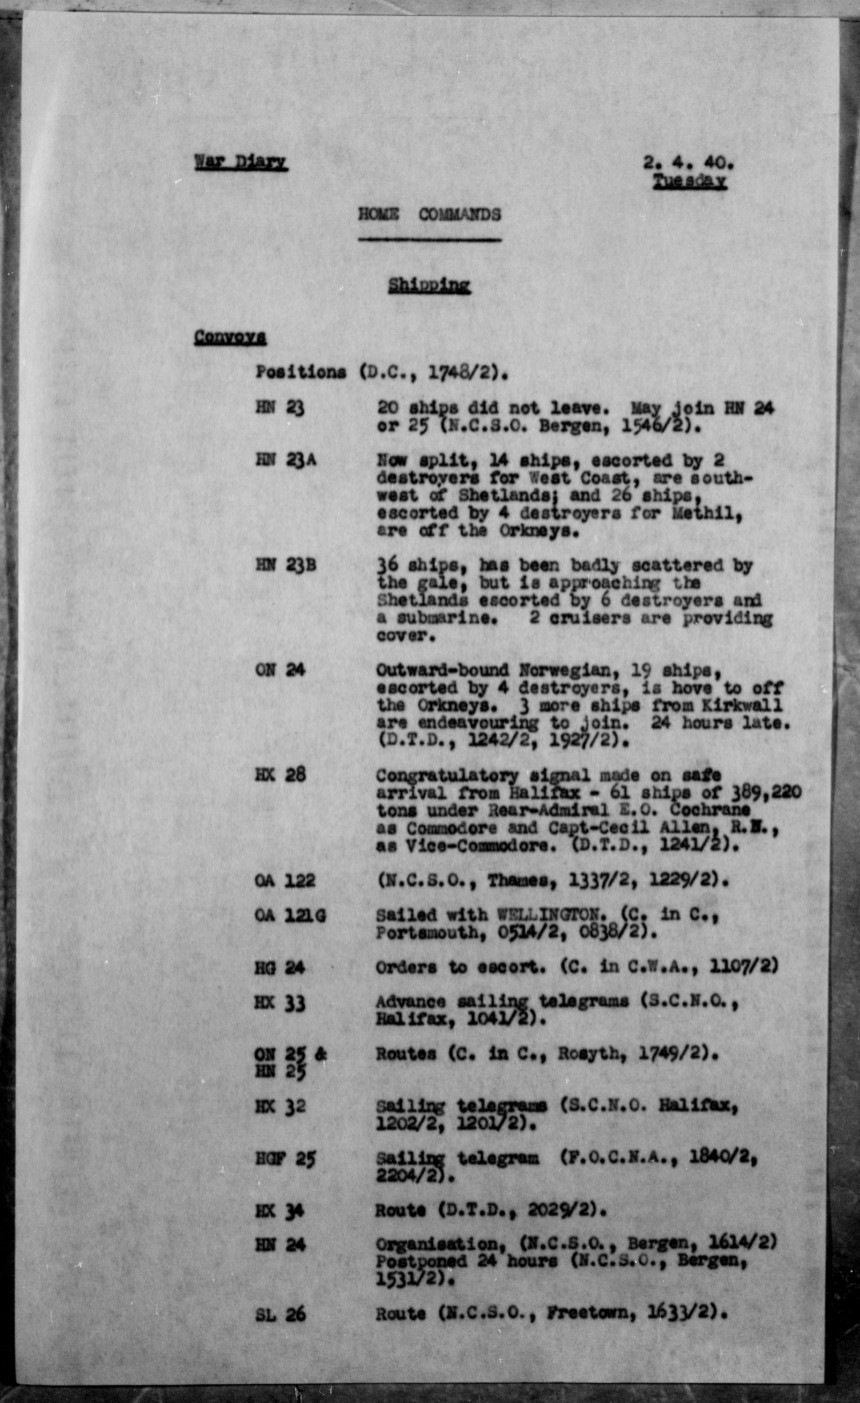 War Diary 2. 4. 40.
Tuesday
HOME COMMANDS
Shipping
Convoys
Positions (D.C., 1748/2).
HN 23 20 ships did not leave. May join HN 24
or 25 (N.C.S.O. Bergen, 1546/2).
HN 23A Now split, 14 ships, escorted by 2
destroyers for West Coast, are south-
west of Shetlands; and 26 ships,
escorted by 4 destroyers for Methil,
are off the Orkneys.
HN 23B 36 ships, has been badly scattered by
the gale, but is approaching the
Shetlands escorted by 6 destroyers and
a submarine. 2 cruisers are providing
cover.
ON 24 Outward-bound Norwegian, 19 ships,
escorted by 4 destroyers, is hove to off
the Orkneys. 3 more ships from Kirkwall
are endeavouring to join. 24 hours late.
(D.T.D., 1242/2, 1927/2).
HX 28 Congratulatory signal made on safe
arrival from Halifax - 61 ships of 389,220
tons under Rear-Admiral E.O. Cochrane
as Commodore and Capt-Cecil Allen, R.N.,
as Vice-Commodore. (D.T.D., 1241/2).
OA 122 (N.C.S.O., Thames, 1337/2, 1229/2).
OA 121G Sailed with WELLINGTON. (C. in C.,
Portsmouth, 0514/2, 0838/2).
HG 24 Orders to escort. (C. in C.W.A., 1107/2)
HX 33 Advance sailing telegrams (S.C.N.O.,
Halifax, 1041/2).
ON 25 & Routes (C. in C., Rosyth, 1749/2).
HN 25
HX 32 Sailing telegrams (S.C.N.O. Halifax,
1202/2, 1201/2).
HGF 25 Sailing telegram (F.O.C.N.A., 1840/2,
2204/2).
HX 34 Route (D.T.D., 2029/2).
HN 24 Organisation, (N.C.S.O., Bergen, 1614/2)
Postponed 24 hours (N.C.S.O., Bergen,
1531/2).
SL 26 Route (N.C.S.O., Freetown, 1633/2).